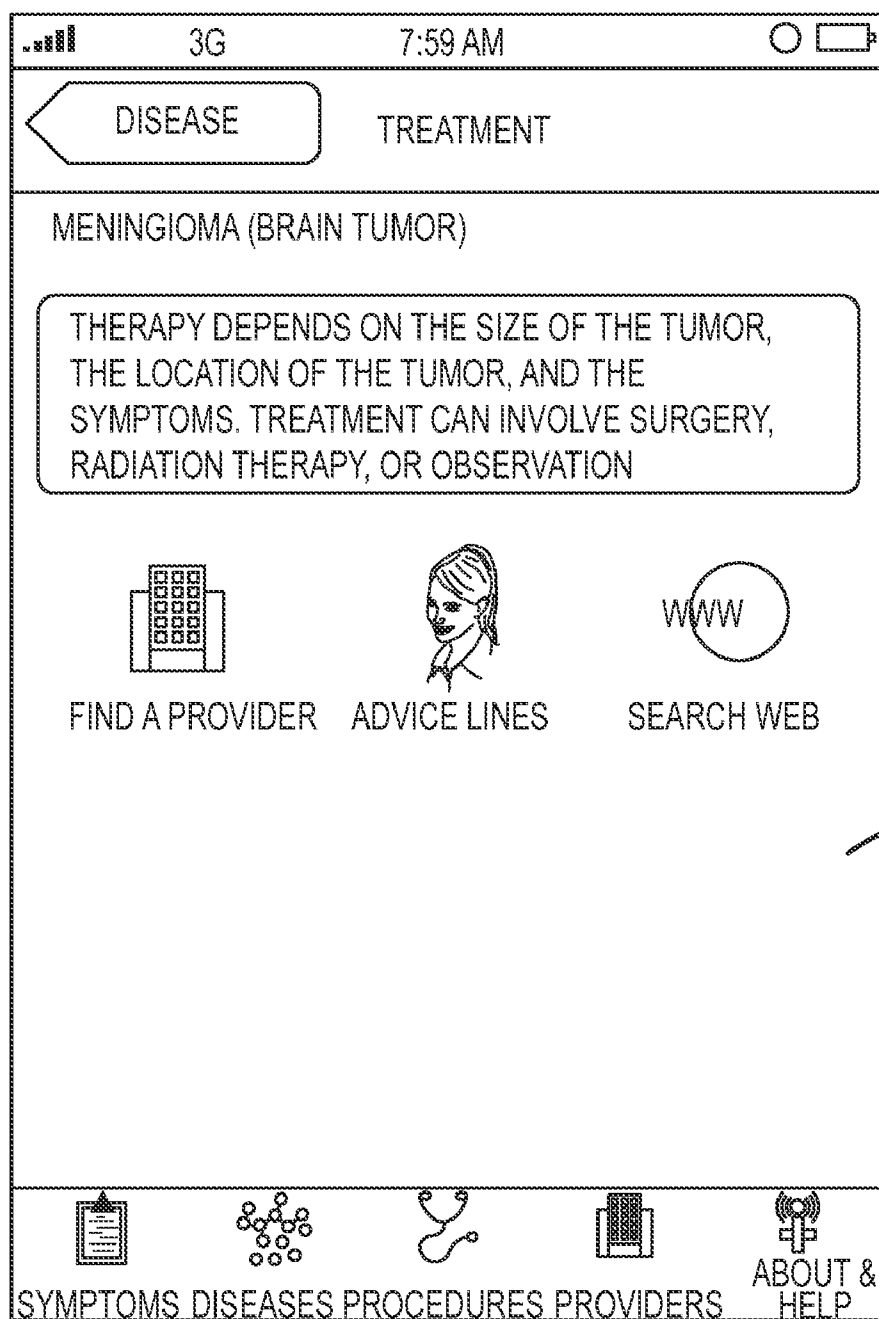 3G 7:59 AM
DISEASE TREATMENT
MENINGIOMA (BRAIN TUMOR)
THERAPY DEPENDS ON THE SIZE OF THE TUMOR,
THE LOCATION OF THE TUMOR, AND THE
SYMPTOMS. TREATMENT CAN INVOLVE SURGERY,
RADIATION THERAPY, OR OBSERVATION
WWW
FIND A PROVIDER ADVICE LINES SEARCH WEB
SYMPTOMS DISEASES PROCEDURES PROVIDERS ABOUT &
HELP